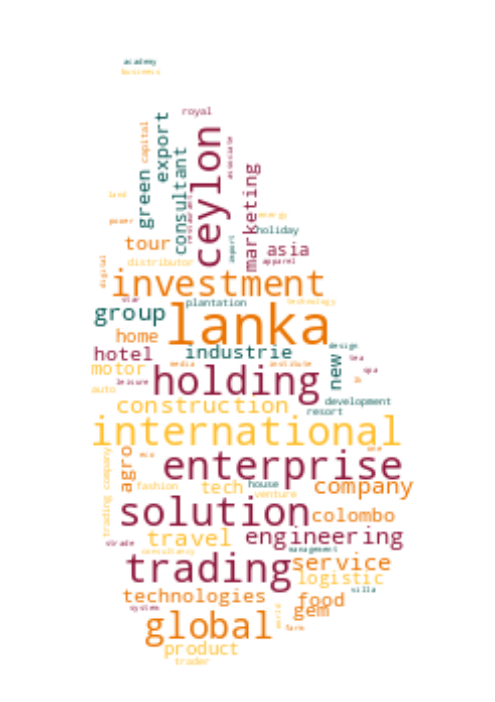 academy
business
royal
capital
export
green
consultant
restaurant
ceylon
associate
marketing
import
land
power
energy
holiday
tour
asia
distributor
apparel
digital
investment
star
plantation
technology
group
lanka
home
design
hotel
industrie
new
tea
motor
media
institute
spa
leisure
holding
auto
construction
development
resort
international
one
agro
eco
enterprise
trading company
fashion
tech
house
venture
company
solution
colombo
travel
engineering
strade
consultancy
management
trading
service
logistic
technologies
villa
system
food
gem
world
global
farm
product
trader